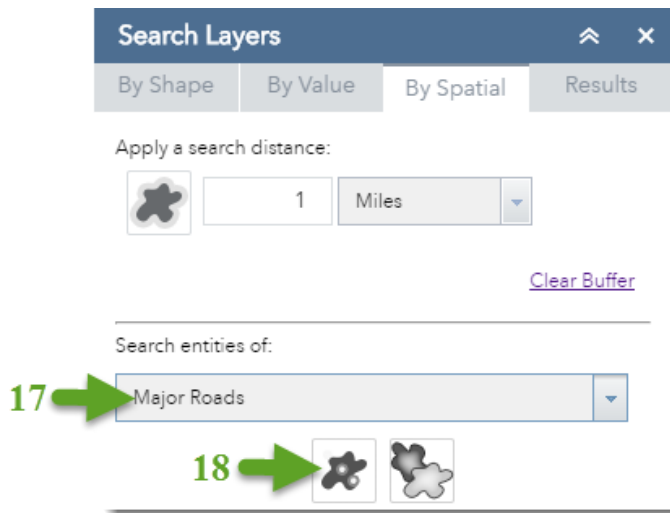 Search Layers
By Shape By Value By Spatial Results
Apply a search distance:
1 Miles
Clear Buffer
Search entities of:
17 Major Roads
18